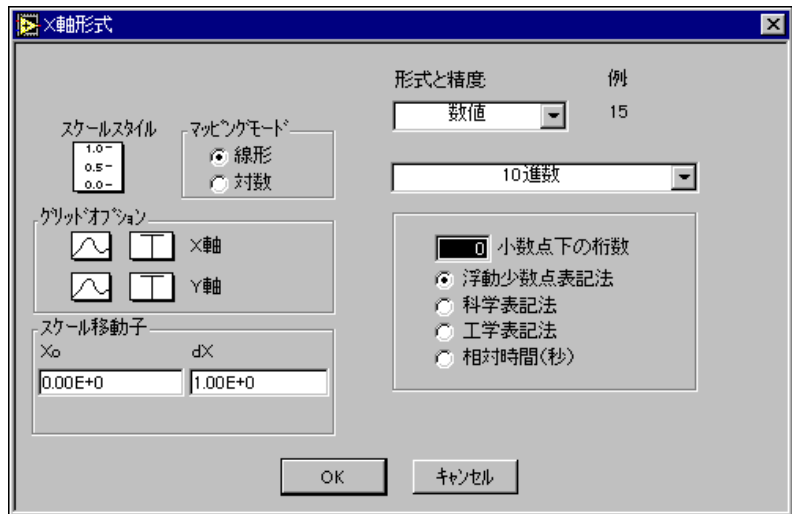 X軸形式
形式と精度: 例:
数値 15
10進数
スケールスタイル
1.0
0.5
0.0
マッピングモード
線形
対数
グリッドオプション
X軸
Y軸
スケール移動子
Xo dX
0.00E+0 1.00E+0
0 小数点下の桁数
浮動少数点表記法
科学表記法
工学表記法
相対時間(秒)
OK キャンセル